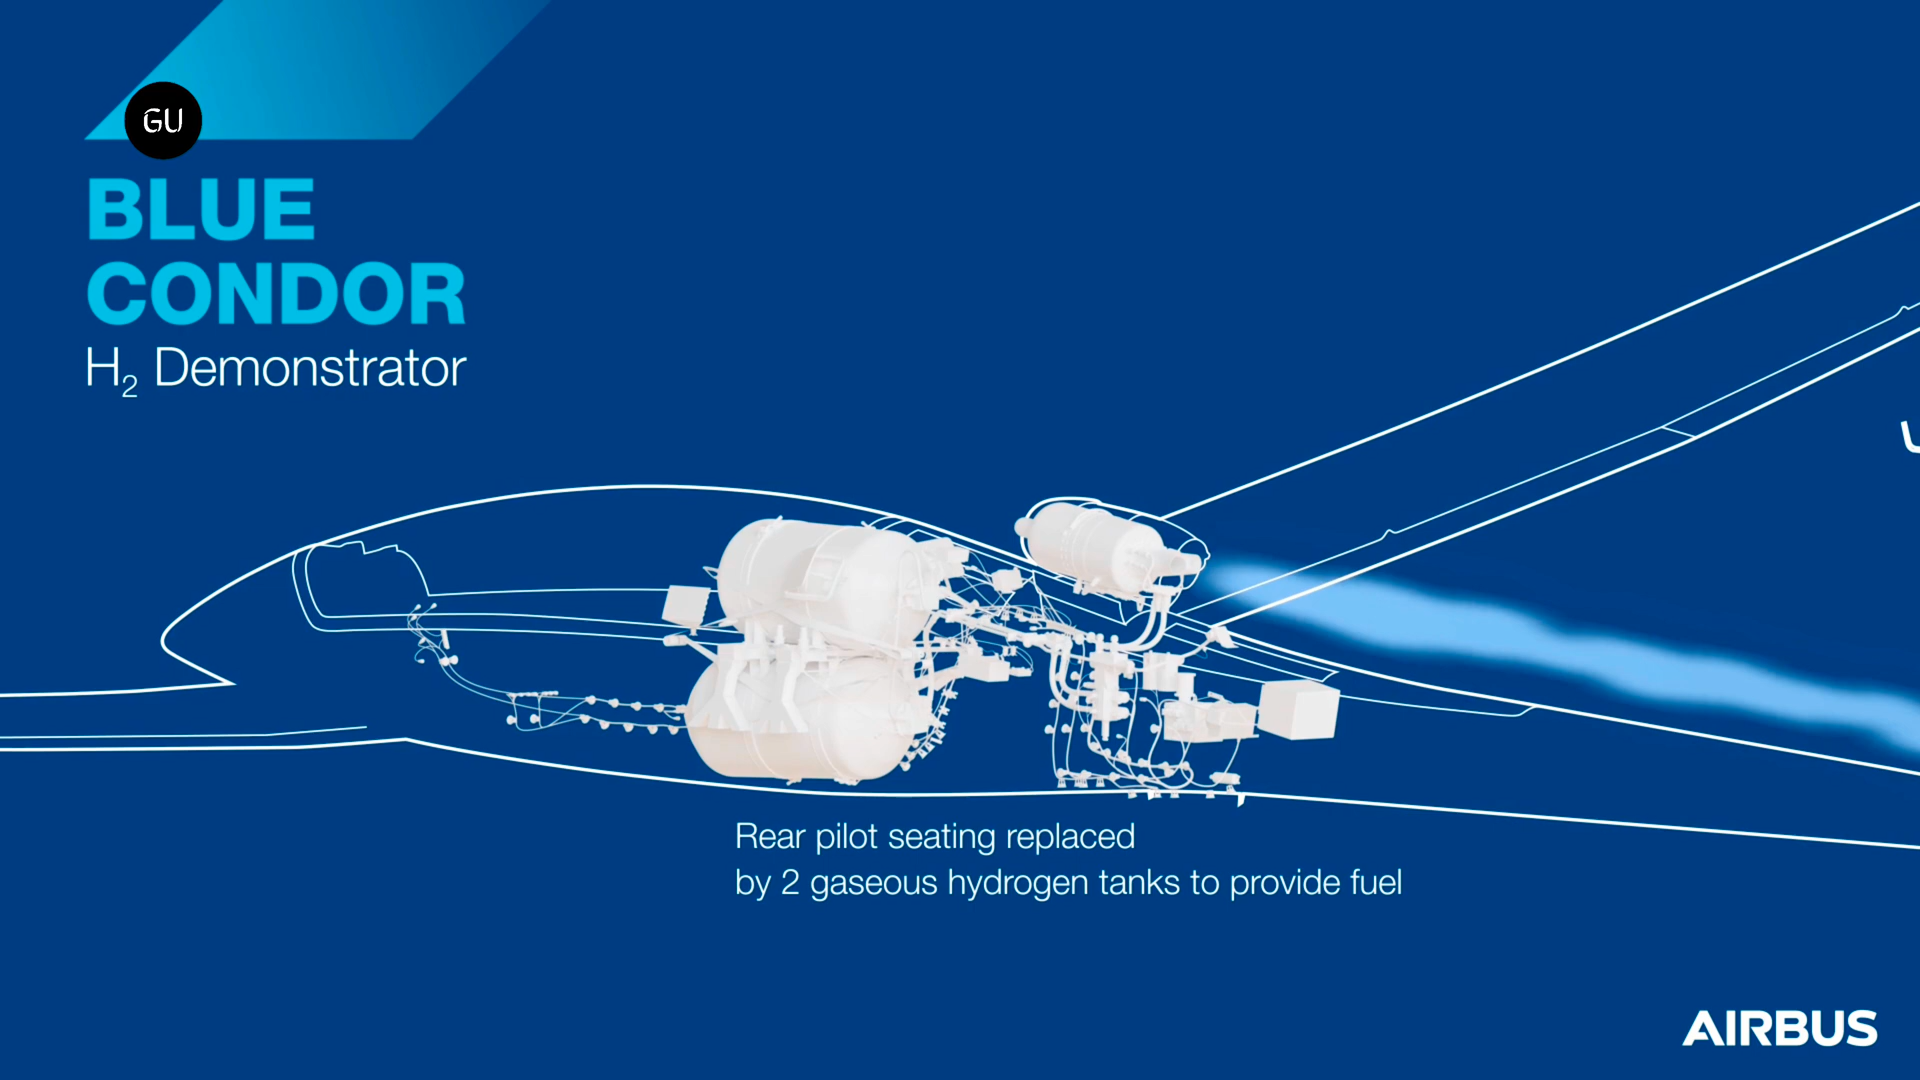 GU
BLUE
CONDOR
H₂ Demonstrator
Rear pilot seating replaced
by 2 gaseous hydrogen tanks to provide fuel
AIRBUS